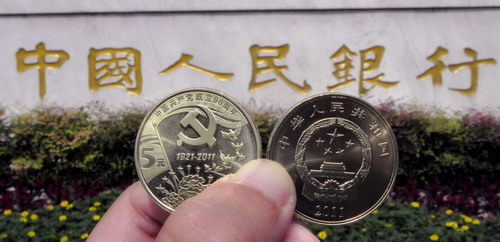 中國人民銀行
中国共产党成立90周年
5元
1921-2011
中华人民共和国
2011